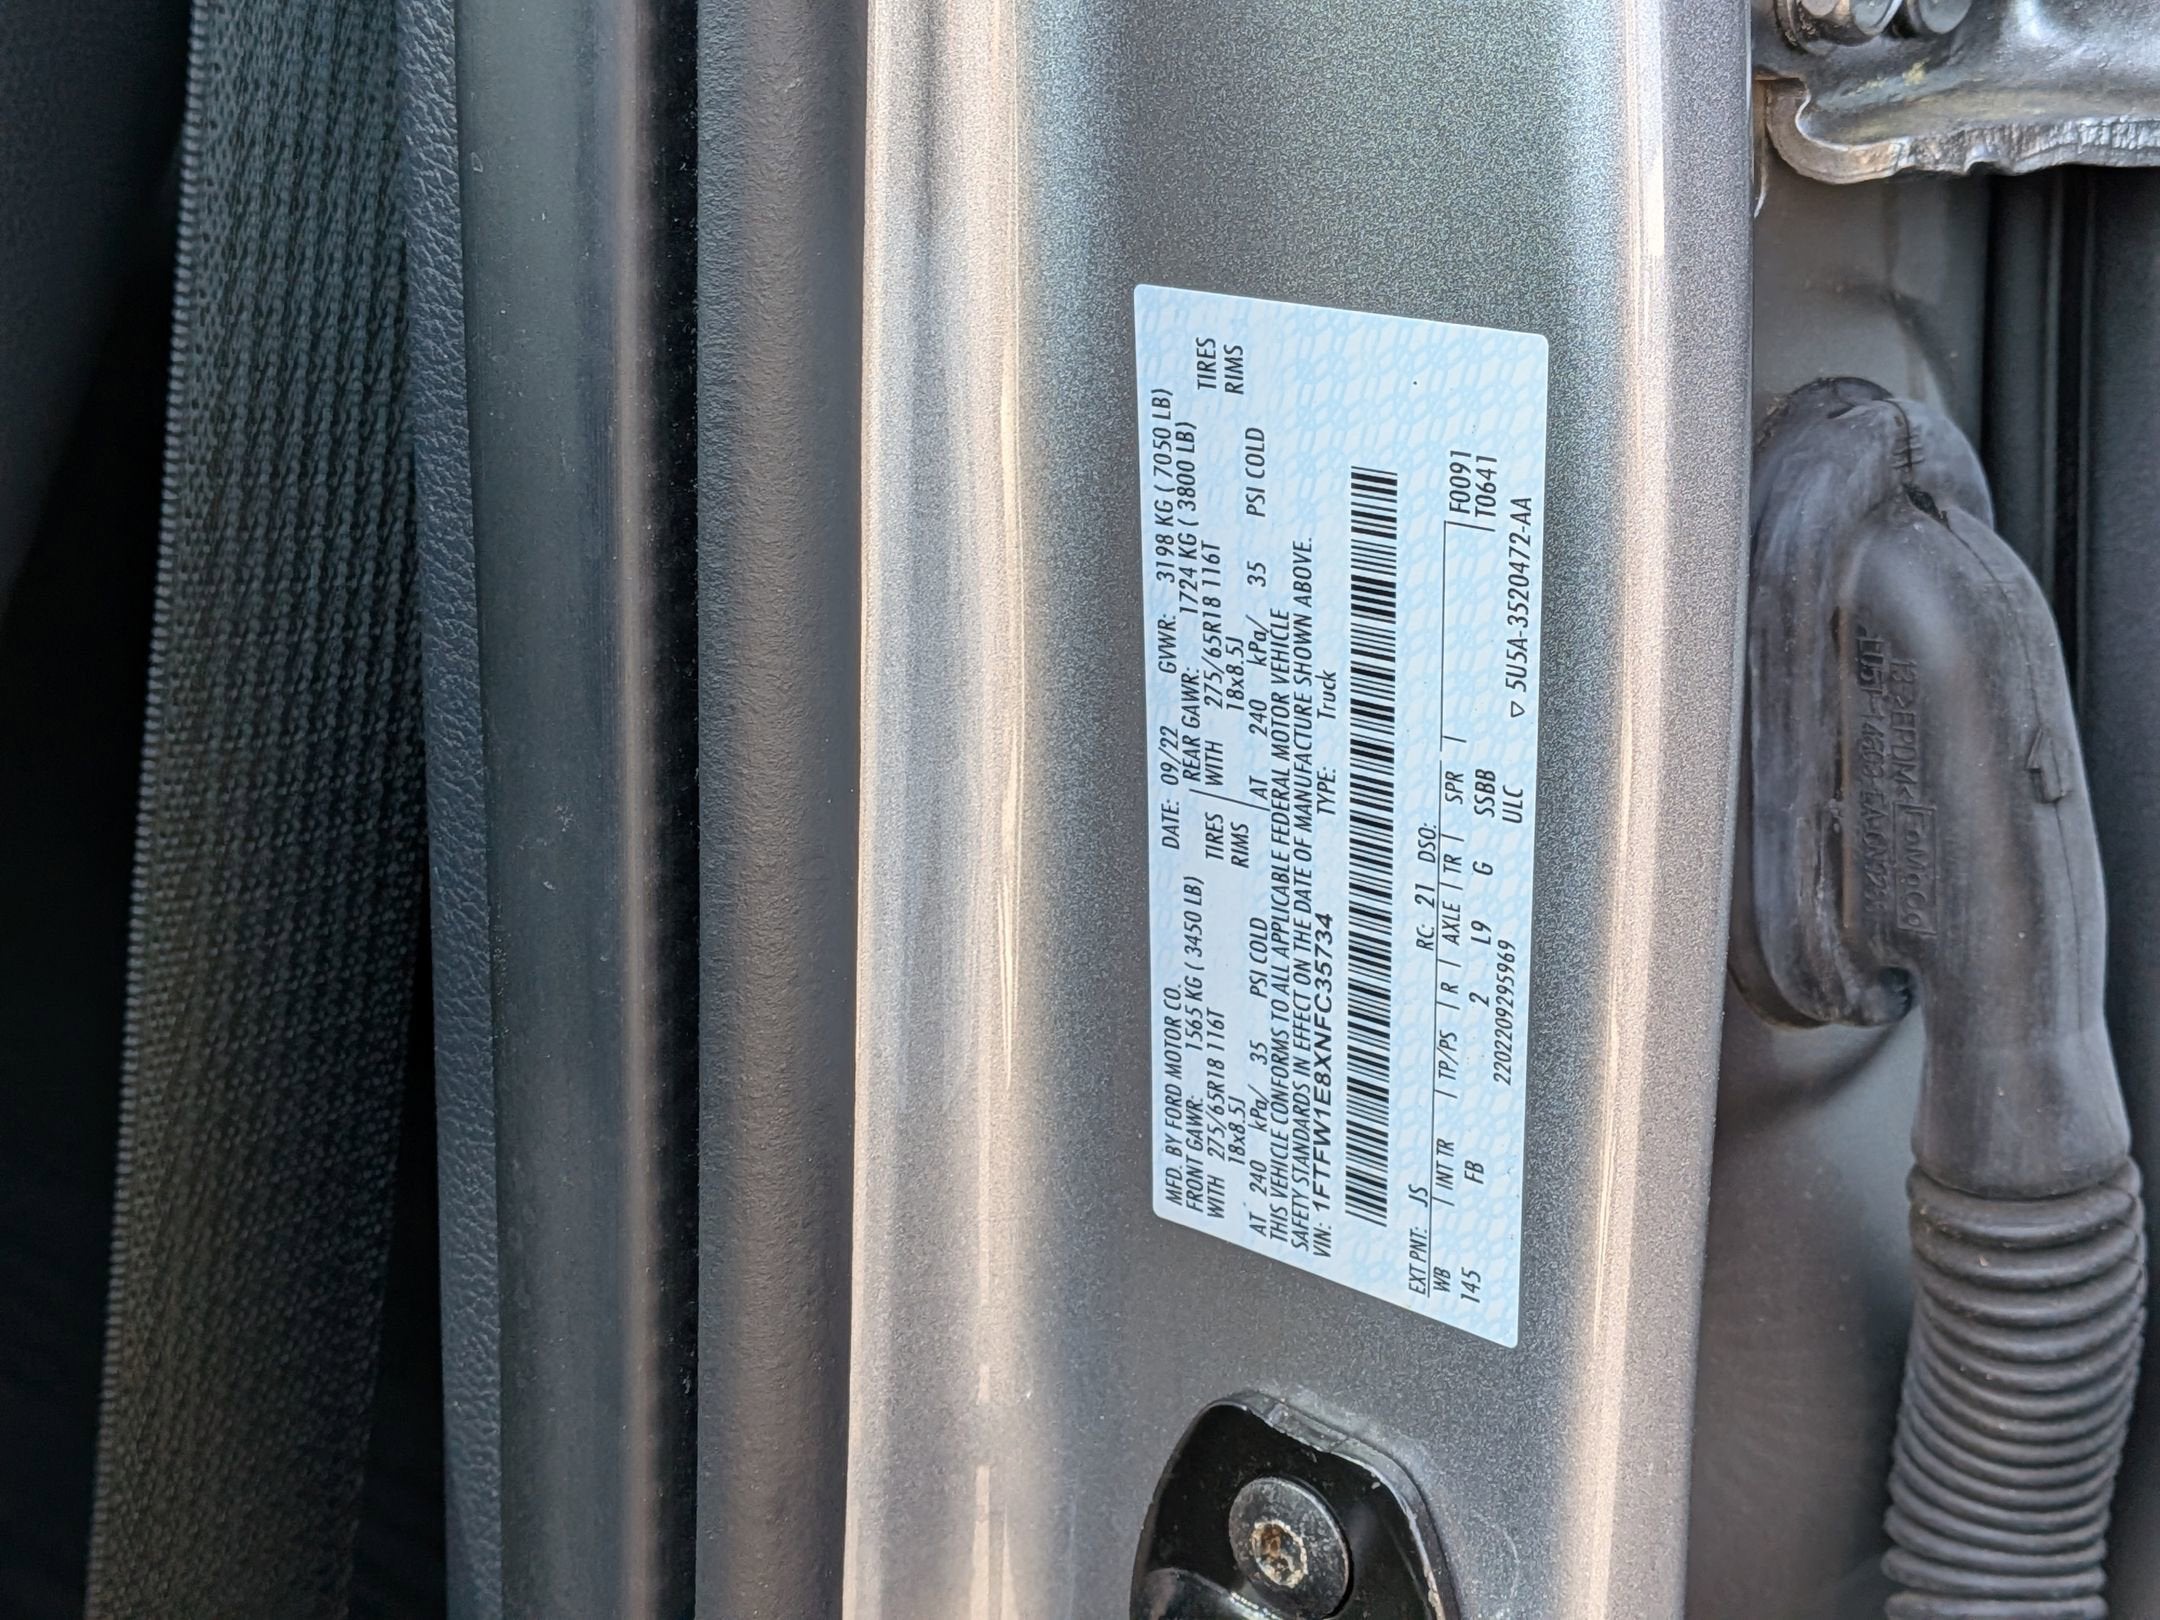 MFD. BY FORD MOTOR CO. DATE: 09/22 GVWR: 3198 KG ( 7050 LB)
FRONT GAWR: 1565 KG ( 3450 LB) REAR GAWR: 1724 KG ( 3800 LB)
WITH 275/65R18 116T TIRES WITH 275/65R18 116T TIRES
18x8.5J RIMS 18x8.5J RIMS
AT 240 kPa/ 35 PSI COLD AT 240 kPa/ 35 PSI COLD
THIS VEHICLE CONFORMS TO ALL APPLICABLE FEDERAL MOTOR VEHICLE
SAFETY STANDARDS IN EFFECT ON THE DATE OF MANUFACTURE SHOWN ABOVE.
VIN: 1FTFW1E8XNFC35734 TYPE: Truck
EXT PNT: JS RC: 21 DSO:
WB | INT TR | TP/PS | R | AXLE | TR | SPR | F0091
145 FB 2 L9 G SSBB T0641
ULC
2202209295969 ▽ 5U5A-3520472-AA
13 >EPDM< FoMoCo